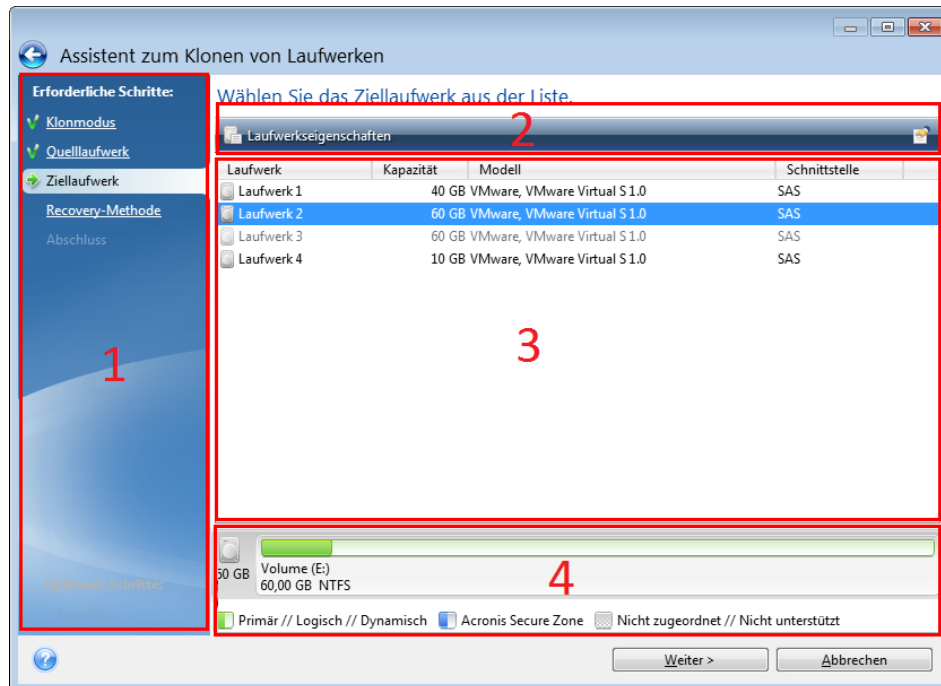 Assistent zum Klonen von Laufwerken
Erforderliche Schritte:
Klonmodus
Quelllaufwerk
Ziellaufwerk
Recovery-Methode
Abschluss
1
Wählen Sie das Ziellaufwerk aus der Liste.
Laufwerkseigenschaften
2
Laufwerk Kapazität Modell Schnittstelle
Laufwerk 1 40 GB VMware, VMware Virtual S 1.0 SAS
Laufwerk 2 60 GB VMware, VMware Virtual S 1.0 SAS
Laufwerk 3 60 GB VMware, VMware Virtual S 1.0 SAS
Laufwerk 4 10 GB VMware, VMware Virtual S 1.0 SAS
3
60 GB
Volume (E:)
60,00 GB NTFS
4
Primär // Logisch // Dynamisch Acronis Secure Zone Nicht zugeordnet // Nicht unterstützt
? Weiter > Abbrechen